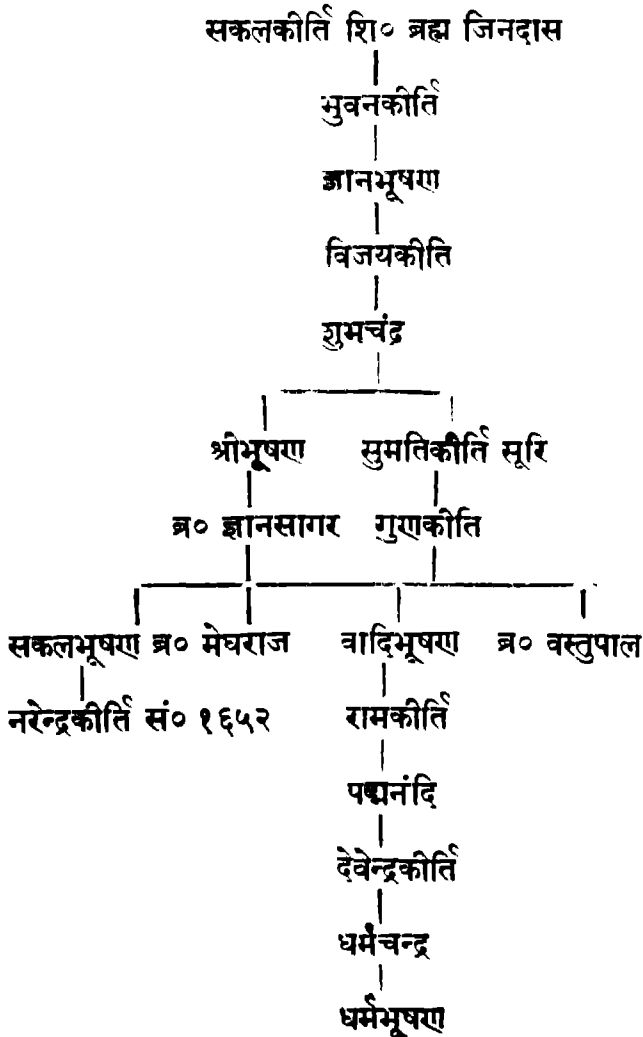 सकलकीर्ति शि० ब्रह्म जिनदास
भुवनकीर्ति
ज्ञानभूषण
विजयकीर्ति
शुभचंद्र
श्रीभूषण सुमतिकीर्ति सूरि
ब्र० ज्ञानसागर गुणकीर्ति
सकलभूषण ब्र० मेघराज वादिभूषण ब्र० वस्तुपाल
नरेन्द्रकीर्ति सं० १६५२ रामकीर्ति
पद्मनंदि
देवेन्द्रकीर्ति
धर्मचन्द्र
धर्मभूषण